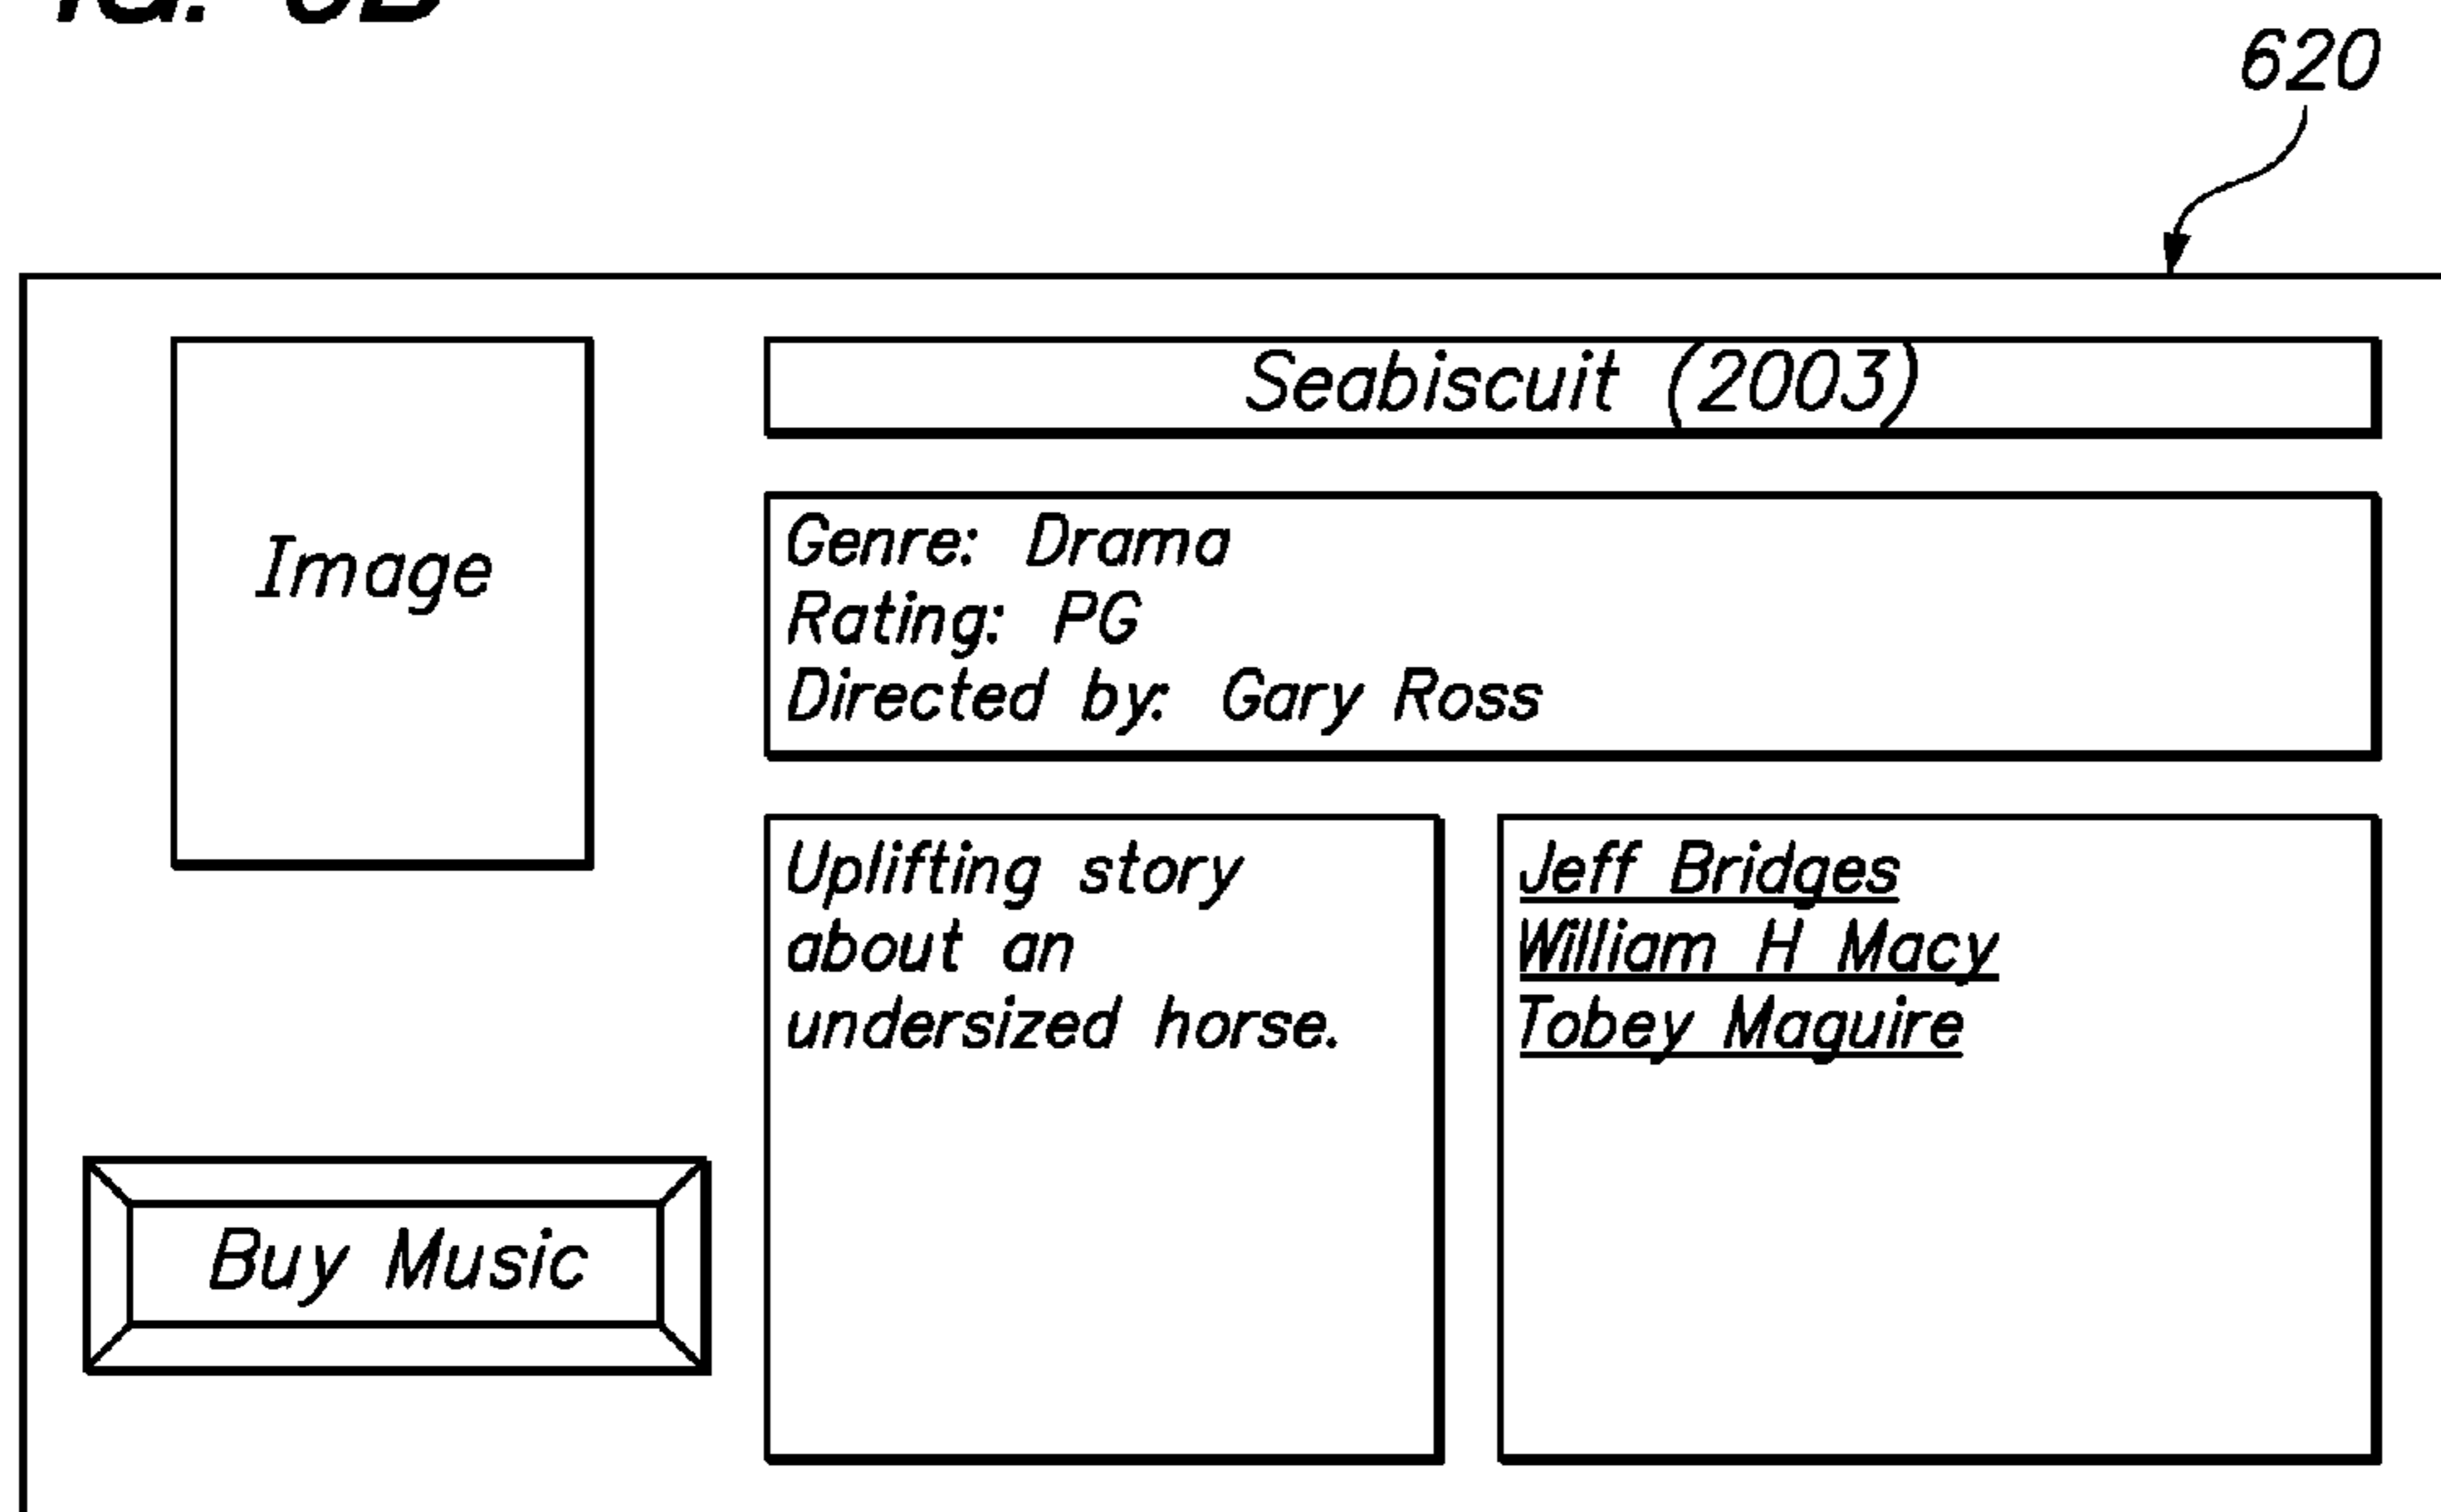 620
Seabiscuit (2003)
Image
Genre: Drama
Rating: PG
Directed by: Gary Ross
Uplifting story
about an
undersized horse.
Jeff Bridges
William H Macy
Tobey Maguire
Buy Music